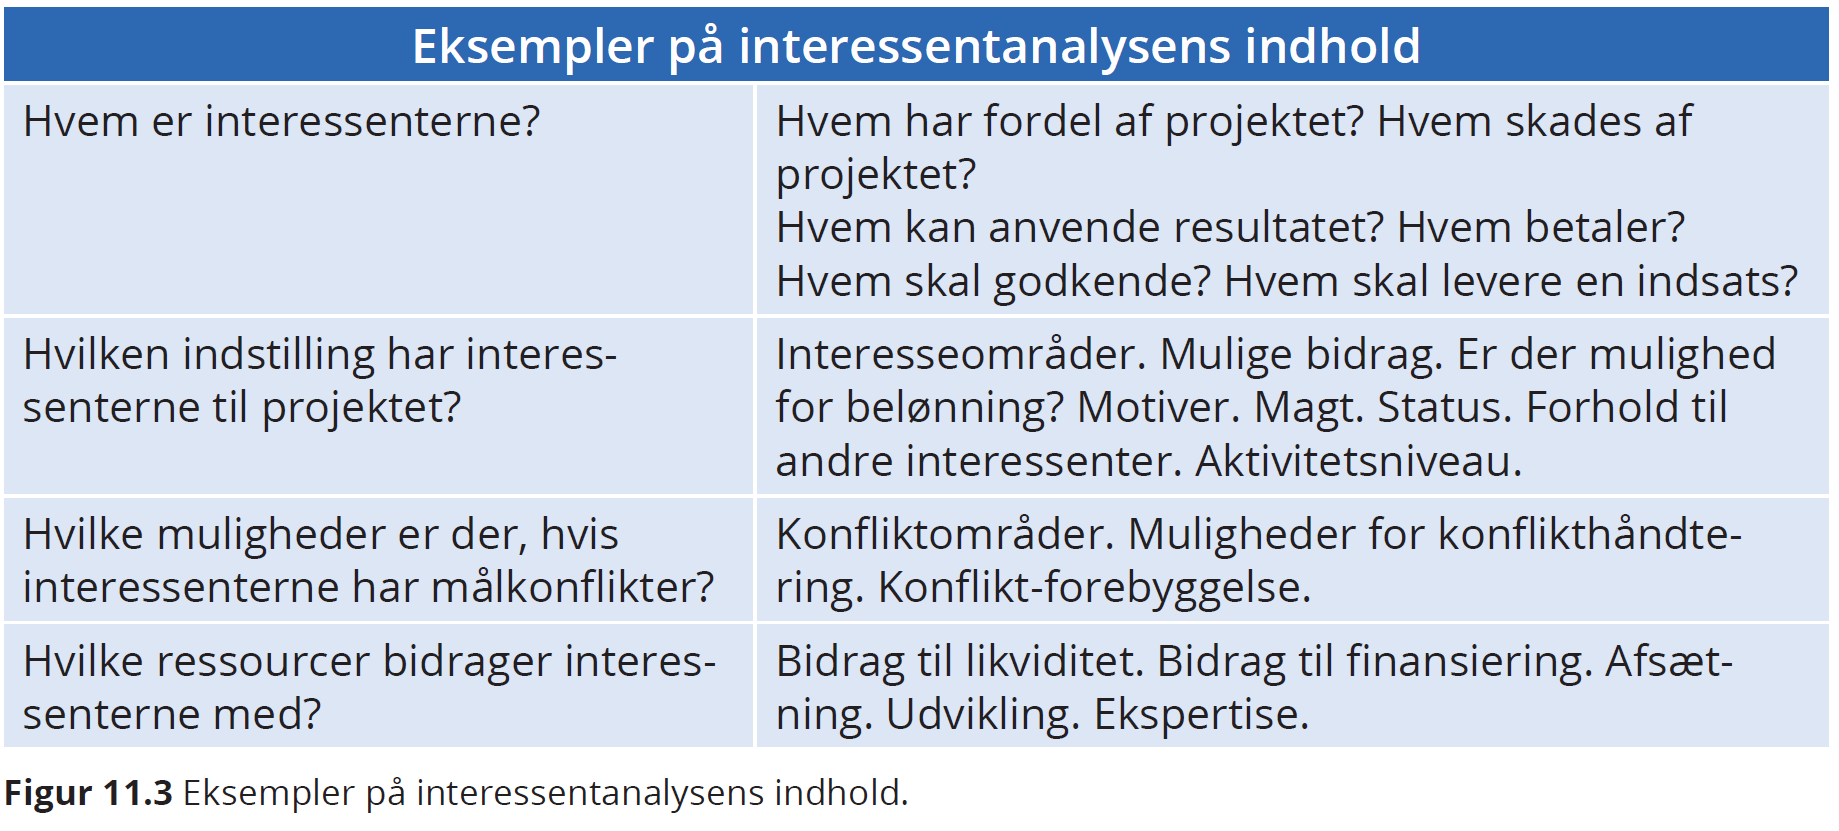 Eksempler på interessentanalysens indhold
Hvem er interessenterne?
Hvem har fordel af projektet? Hvem skades af
projektet?
Hvem kan anvende resultatet? Hvem betaler?
Hvem skal godkende? Hvem skal levere en indsats?
Hvilken indstilling har interes-
senterne til projektet?
Interesseområder. Mulige bidrag. Er der mulighed
for belønning? Motiver. Magt. Status. Forhold til
andre interessenter. Aktivitetsniveau.
Hvilke muligheder er der, hvis
interessenterne har målkonflikter?
Konfliktområder. Muligheder for konflikthåndte-
ring. Konflikt-forebyggelse.
Hvilke ressourcer bidrager interes-
senterne med?
Bidrag til likviditet. Bidrag til finansiering. Afsæt-
ning. Udvikling. Ekspertise.
Figur 11.3 Eksempler på interessentanalysens indhold.